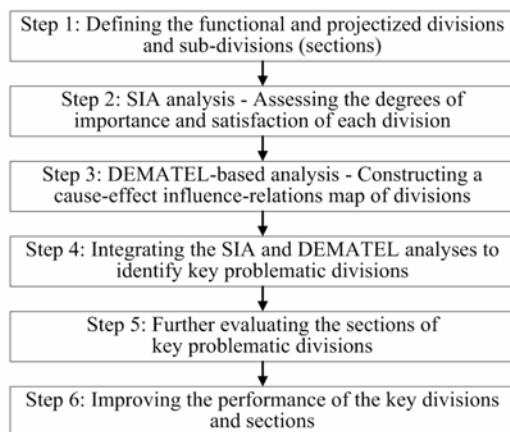 Step 1: Defining the functional and projectized divisions
and sub-divisions (sections)
Step 2: SIA analysis - Assessing the degrees of
importance and satisfaction of each division
Step 3: DEMATEL-based analysis - Constructing a
cause-effect influence-relations map of divisions
Step 4: Integrating the SIA and DEMATEL analyses to
identify key problematic divisions
Step 5: Further evaluating the sections of
key problematic divisions
Step 6: Improving the performance of the key divisions
and sections